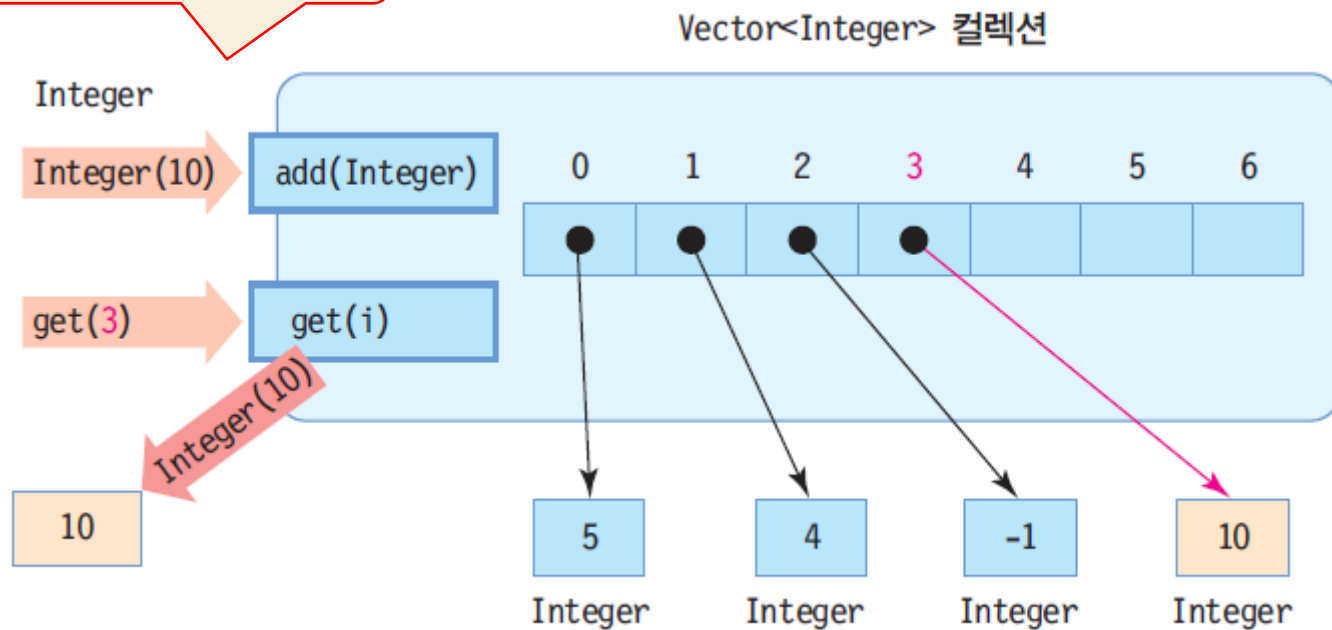 Vector<Integer> 컬렉션
Integer
Integer(10)
add(Integer)
0 1 2 3 4 5 6
get(3)
get(i)
Integer(10)
10
5 4 -1 10
Integer Integer Integer Integer